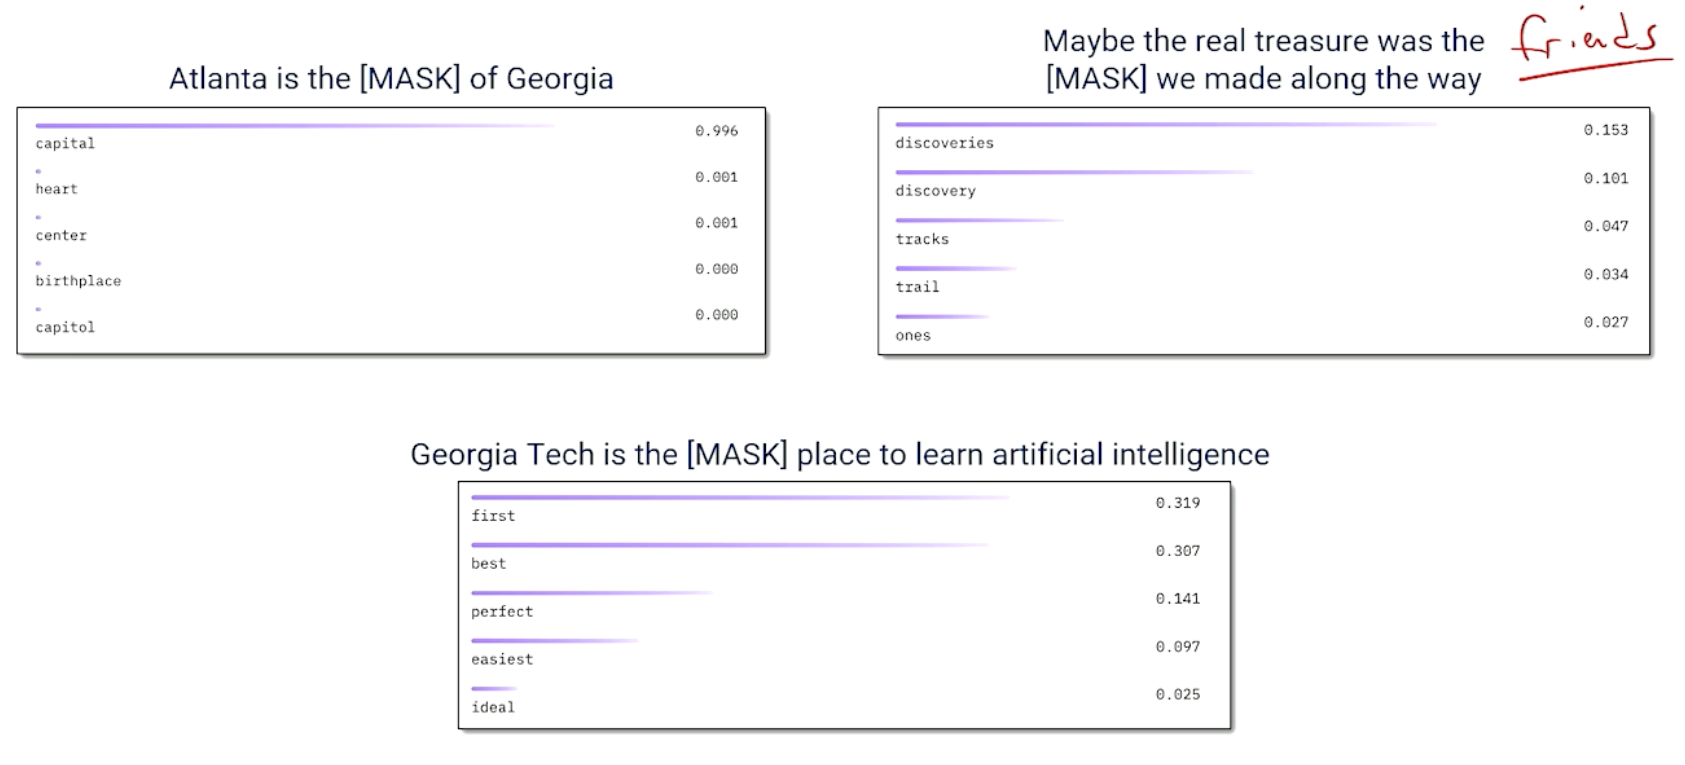 Atlanta is the [MASK] of Georgia
capital 0.996
heart 0.001
center 0.001
birthplace 0.000
capitol 0.000
Maybe the real treasure was the friends
[MASK] we made along the way
discoveries 0.153
discovery 0.101
tracks 0.047
trail 0.034
ones 0.027
Georgia Tech is the [MASK] place to learn artificial intelligence
first 0.319
best 0.307
perfect 0.141
easiest 0.097
ideal 0.025